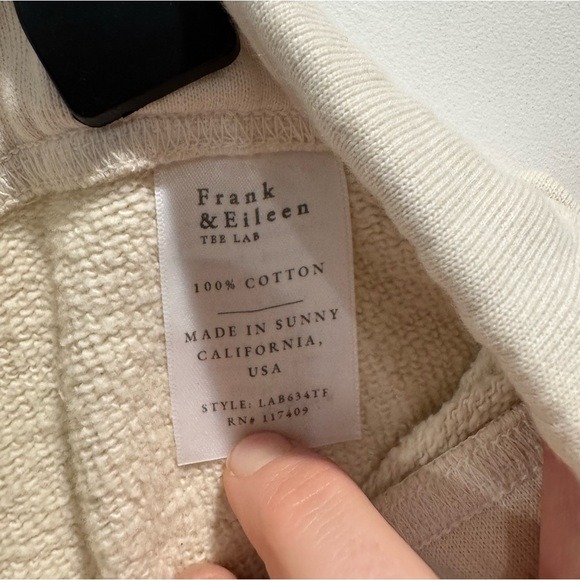 Frank
&Eileen
TEE LAB
100% COTTON
MADE IN SUNNY
CALIFORNIA,
USA
STYLE: LAB634TF
RN# 117409